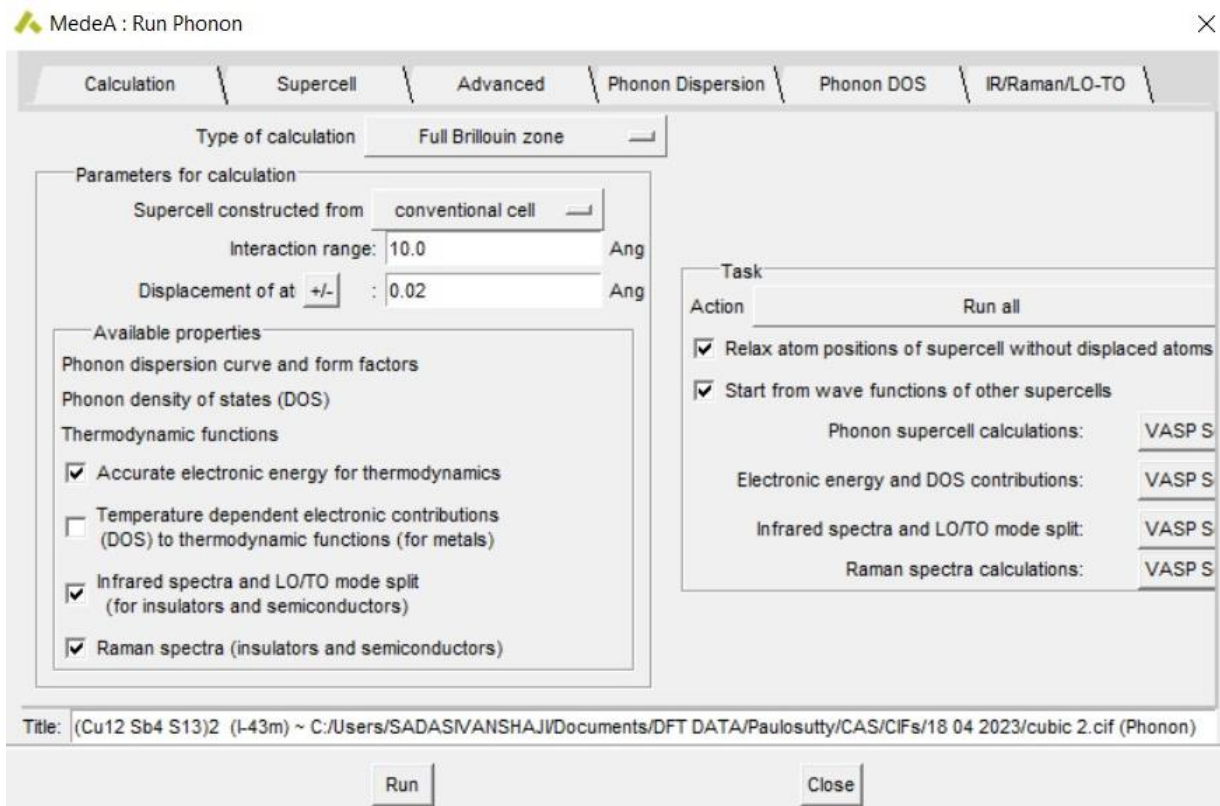 MedeA : Run Phonon
Calculation Supercell Advanced Phonon Dispersion Phonon DOS IR/Raman/LO-TO
Type of calculation Full Brillouin zone
Parameters for calculation
Supercell constructed from conventional cell
Interaction range: 10.0 Ang
Displacement of at +/- : 0.02 Ang
Available properties
Phonon dispersion curve and form factors
Phonon density of states (DOS)
Thermodynamic functions
Accurate electronic energy for thermodynamics
Temperature dependent electronic contributions
(DOS) to thermodynamic functions (for metals)
Infrared spectra and LO/TO mode split
(for insulators and semiconductors)
Raman spectra (insulators and semiconductors)
Task
Action Run all
Relax atom positions of supercell without displaced atoms
Start from wave functions of other supercells
Phonon supercell calculations: VASP S
Electronic energy and DOS contributions: VASP S
Infrared spectra and LO/TO mode split: VASP S
Raman spectra calculations: VASP S
Title: (Cu12 Sb4 S13)2 (I-43m) ~ C:/Users/SADASIVANSHAJI/Documents/DFT DATA/Paulosutty/CAS/CIFs/18 04 2023/cubic 2.cif (Phonon)
Run Close